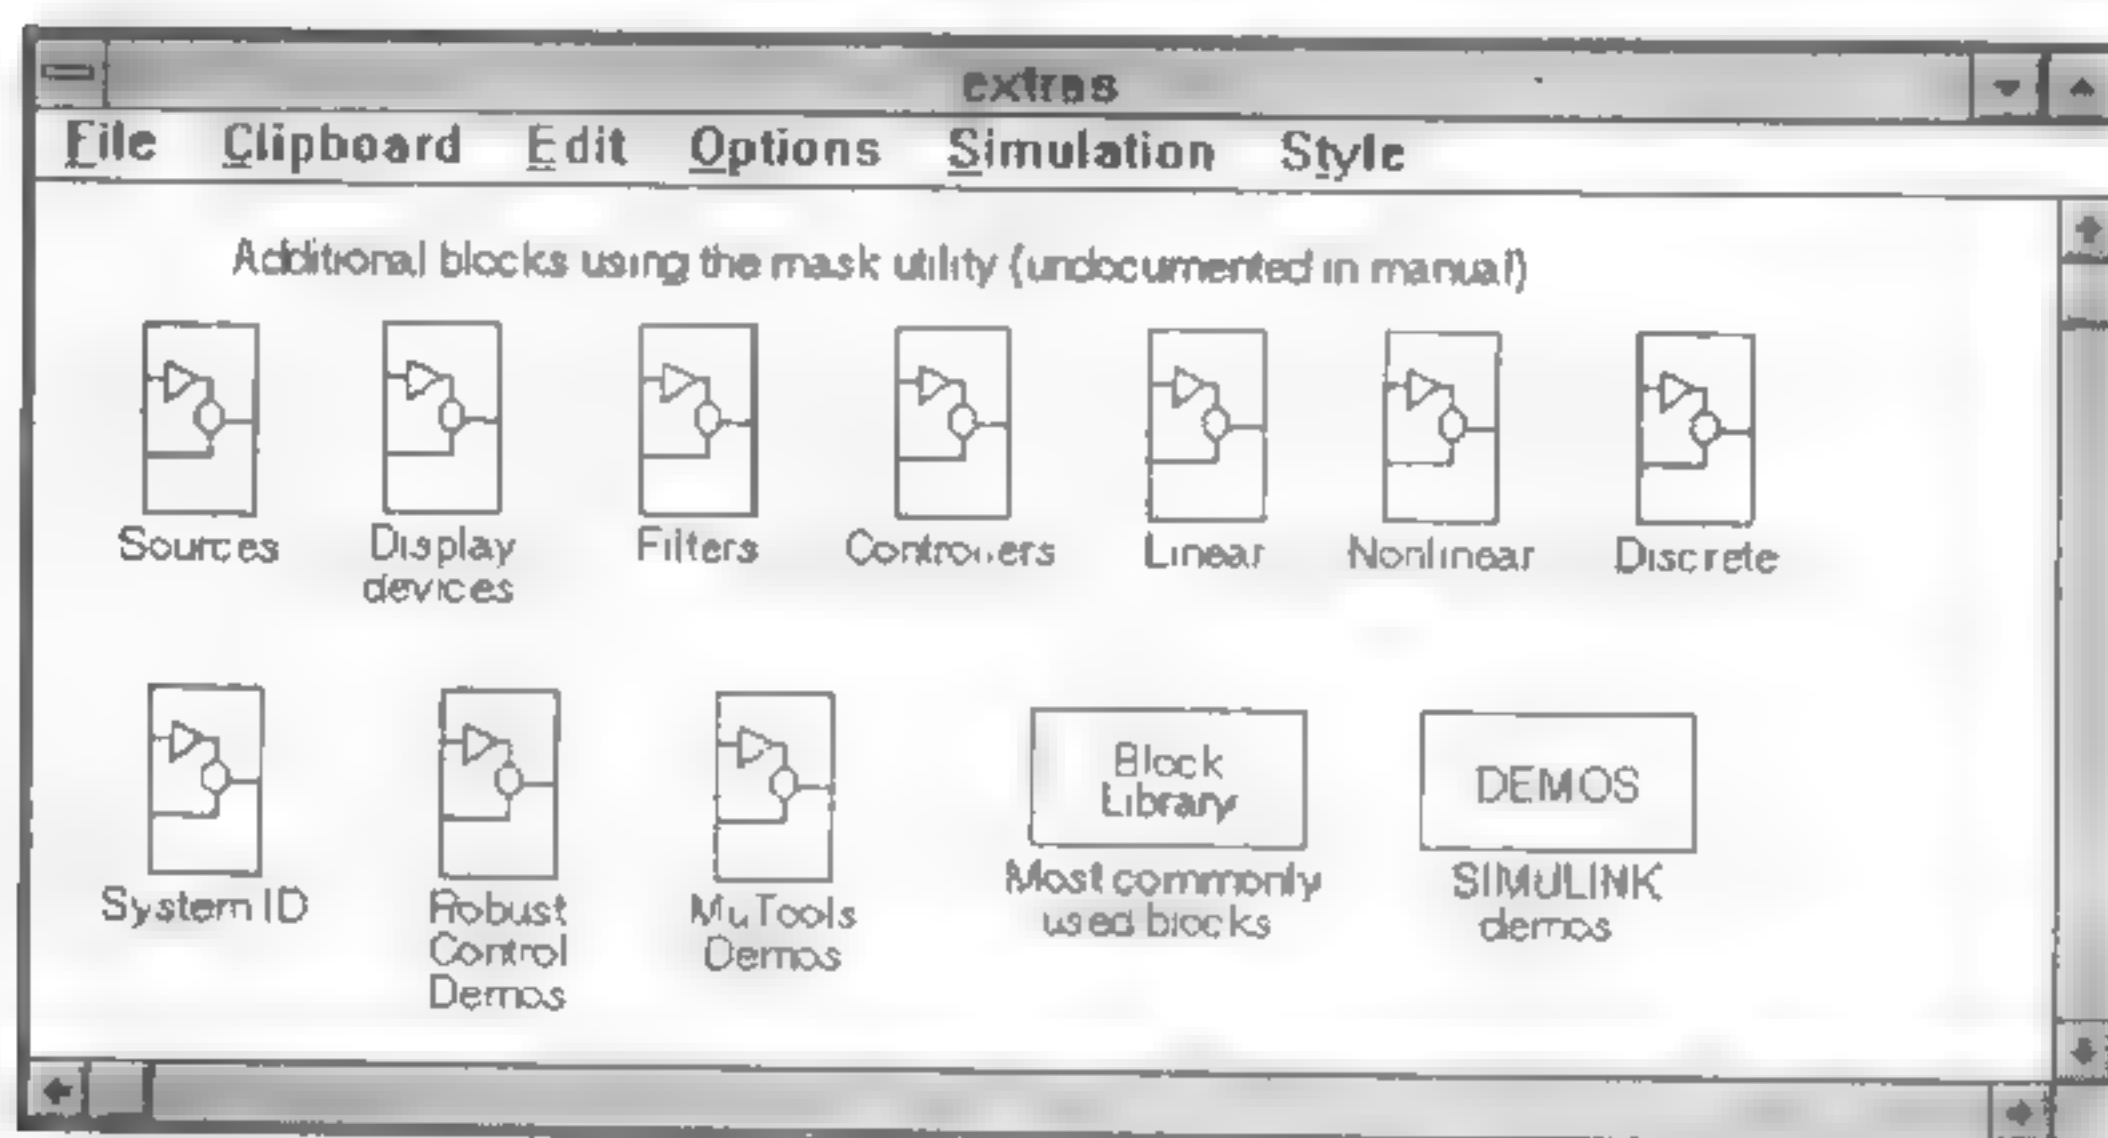 extras
File Clipboard Edit Options Simulation Style
Additional blocks using the mask utility (undocumented in manual)
Sources
Display
devices
Filters
Controllers
Linear
Nonlinear
Discrete
System ID
Robust
Control
Demos
MuTools
Demos
Block
Library
Most commonly
used blocks
DEMOS
SIMULINK
demos